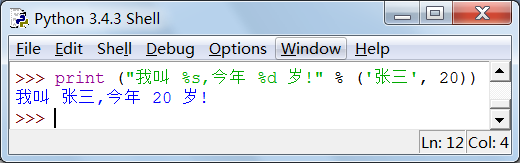 Python 3.4.3 Shell
File Edit Shell Debug Options Window Help
>>> print ("我叫 %s,今年 %d 岁!" % ('张三', 20))
我叫 张三,今年 20 岁!
>>>
Ln: 12 Col: 4